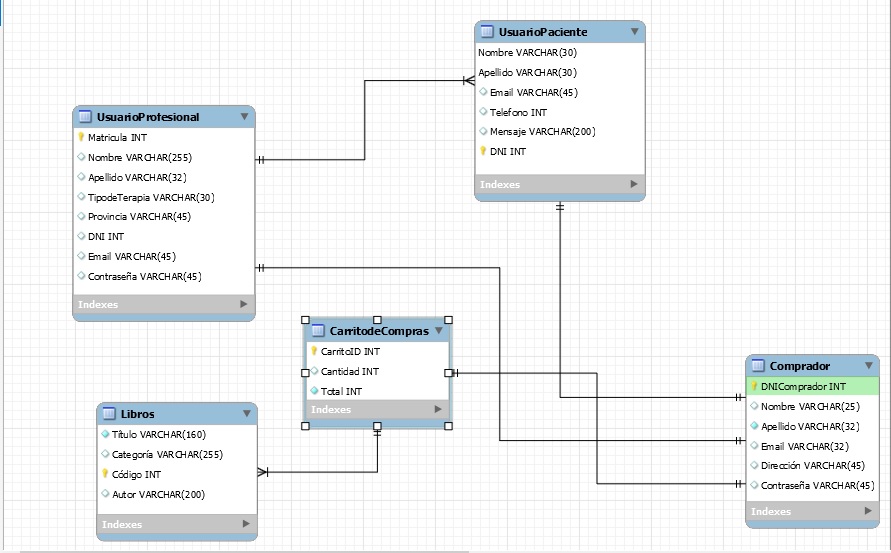 UsuarioPaciente
Nombre VARCHAR(30)
Apellido VARCHAR(30)
Email VARCHAR(45)
Telefono INT
Mensaje VARCHAR(200)
DNI INT
Indexes
UsuarioProfesional
Matricula INT
Nombre VARCHAR(255)
Apellido VARCHAR(32)
TipodeTerapia VARCHAR(30)
Provincia VARCHAR(45)
DNI INT
Email VARCHAR(45)
Contraseña VARCHAR(45)
Indexes
CarritodeCompras
CarritoID INT
Cantidad INT
Total INT
Indexes
Comprador
DNIComprador INT
Nombre VARCHAR(25)
Apellido VARCHAR(32)
Email VARCHAR(32)
Dirección VARCHAR(45)
Contraseña VARCHAR(45)
Indexes
Libros
Título VARCHAR(160)
Categoría VARCHAR(255)
Código INT
Autor VARCHAR(200)
Indexes